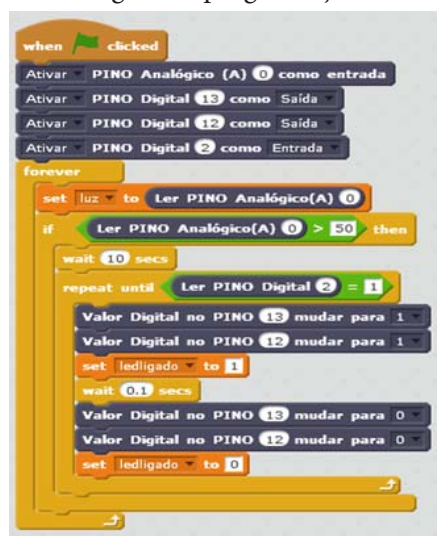 when clicked
Ativar PINO Analógico (A) 0 como entrada
Ativar PINO Digital 13 como Saída
Ativar PINO Digital 12 como Saída
Ativar PINO Digital 2 como Entrada
forever
set luz to Ler PINO Analógico(A) 0
if Ler PINO Analógico(A) 0 > 50 then
wait 10 secs
repeat until Ler PINO Digital 2 = 1
Valor Digital no PINO 13 mudar para 1
Valor Digital no PINO 12 mudar para 1
set ledligado to 1
wait 0.1 secs
Valor Digital no PINO 13 mudar para 0
Valor Digital no PINO 12 mudar para 0
set ledligado to 0